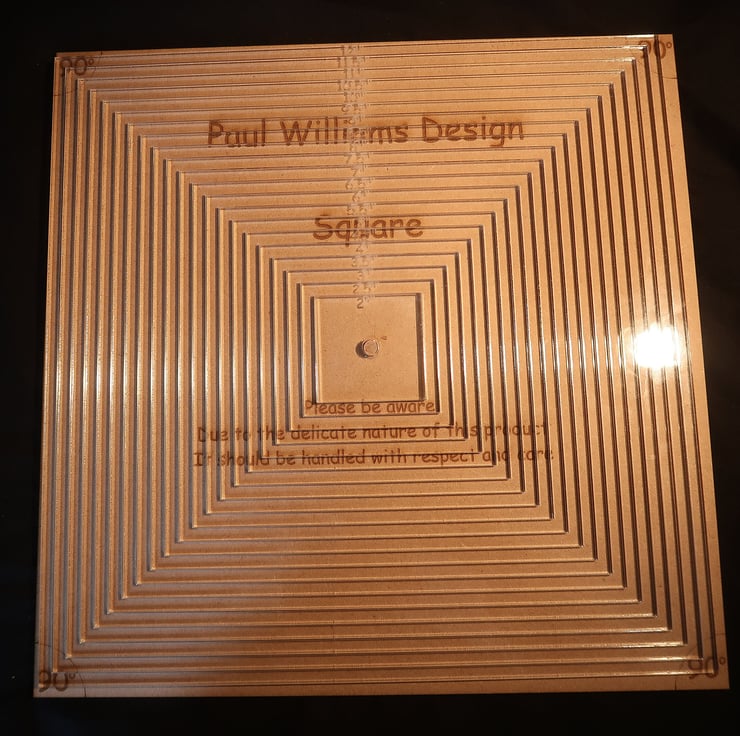 90° 90°
Paul Williams Design
Square
2
Please be aware
Due to the delicate nature of this product
It should be handled with respect and care
90° 90°